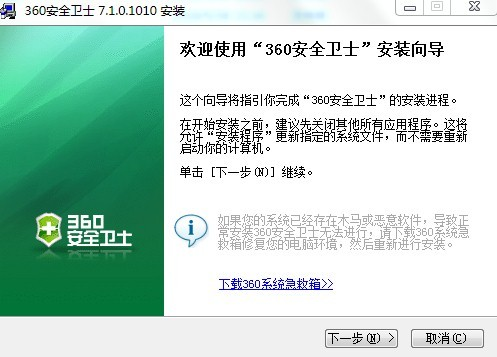 360安全卫士 7.1.0.1010 安装
欢迎使用“360安全卫士”安装向导
这个向导将指引你完成“360安全卫士”的安装进程。
在开始安装之前，建议先关闭其他所有应用程序。这将
允许“安装程序”更新指定的系统文件，而不需要重新
启动你的计算机。
单击 [下一步(N)] 继续。
360
安全卫士
如果您的系统已经存在木马或恶意软件，导致正
常安装360安全卫士无法进行，请下载360系统急
救箱修复您的电脑环境，然后重新进行安装。
下载360系统急救箱>>
下一步(N) >
取消(C)